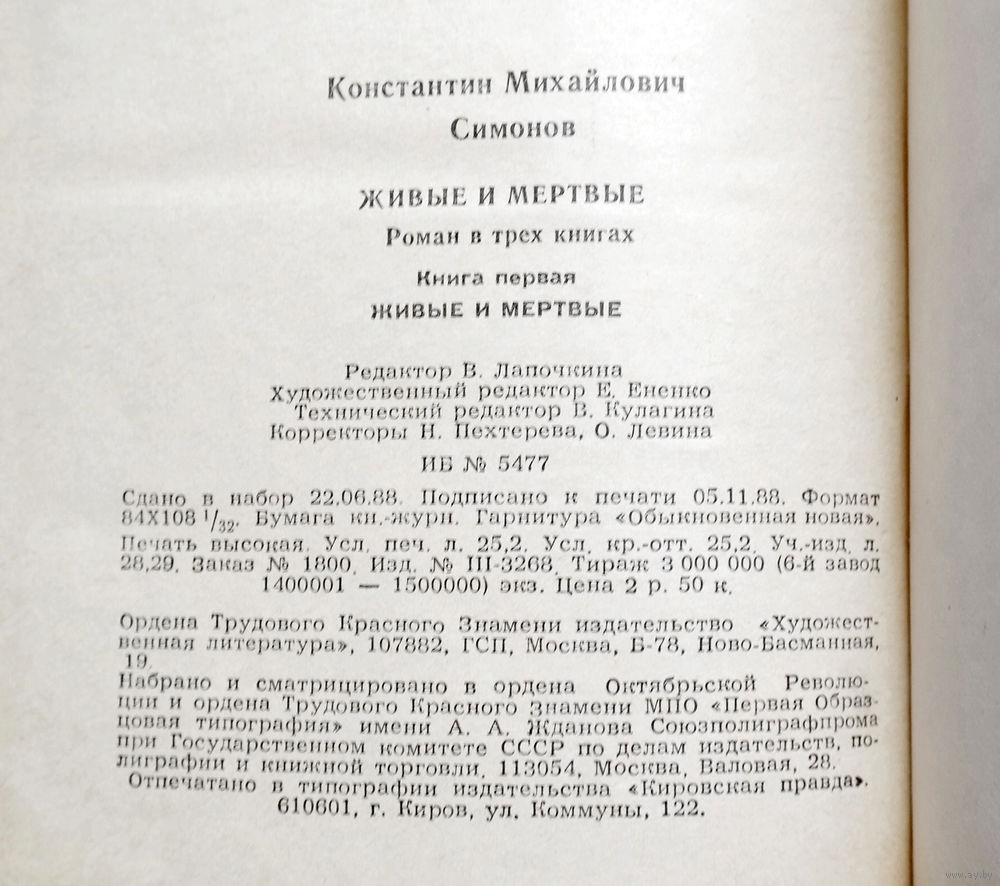 Константин Михайлович
Симонов
ЖИВЫЕ И МЕРТВЫЕ
Роман в трех книгах
Книга первая
ЖИВЫЕ И МЕРТВЫЕ
Редактор В. Лапочкина
Художественный редактор Е. Ененко
Технический редактор В. Кулагина
Корректоры Н. Пехтерева, О. Левина
ИБ № 5477
Сдано в набор 22.06.88. Подписано к печати 05.11.88. Формат
84X108 1/32. Бумага кн.-журн. Гарнитура «Обыкновенная новая».
Печать высокая. Усл. печ. л. 25,2. Усл. кр.-отт. 25,2. Уч.-изд. л.
28,29. Заказ № 1800. Изд. № III-3268. Тираж 3 000 000 (6-й завод
1400001 — 1500000) экз. Цена 2 р. 50 к.
Ордена Трудового Красного Знамени издательство «Художест-
венная литература», 107882, ГСП, Москва, Б-78, Ново-Басманная,
19.
Набрано и сматрицировано в ордена Октябрьской Револю-
ции и ордена Трудового Красного Знамени МПО «Первая Образ-
цовая типография» имени А. А. Жданова Союзполиграфпрома
при Государственном комитете СССР по делам издательств, по-
лиграфии и книжной торговли. 113054, Москва, Валовая, 28.
Отпечатано в типографии издательства «Кировская правда».
610601, г. Киров, ул. Коммуны, 122.
www.ay.by